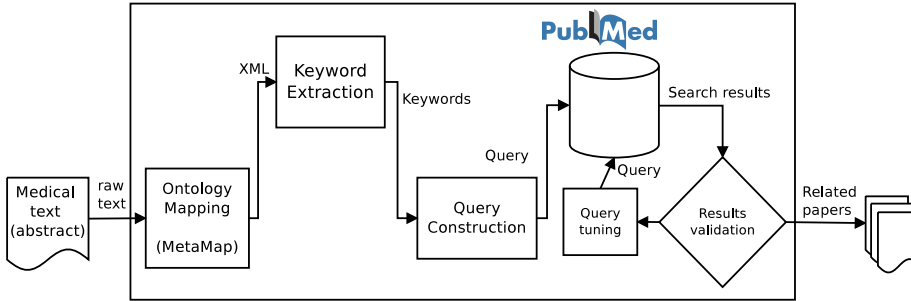 PubMed
XML
Keyword
Extraction
Keywords
Search results
Query
Query
Medical
text
(abstract)
raw
text
Ontology
Mapping
(MetaMap)
Query
Construction
Query
tuning
Results
validation
Related
papers